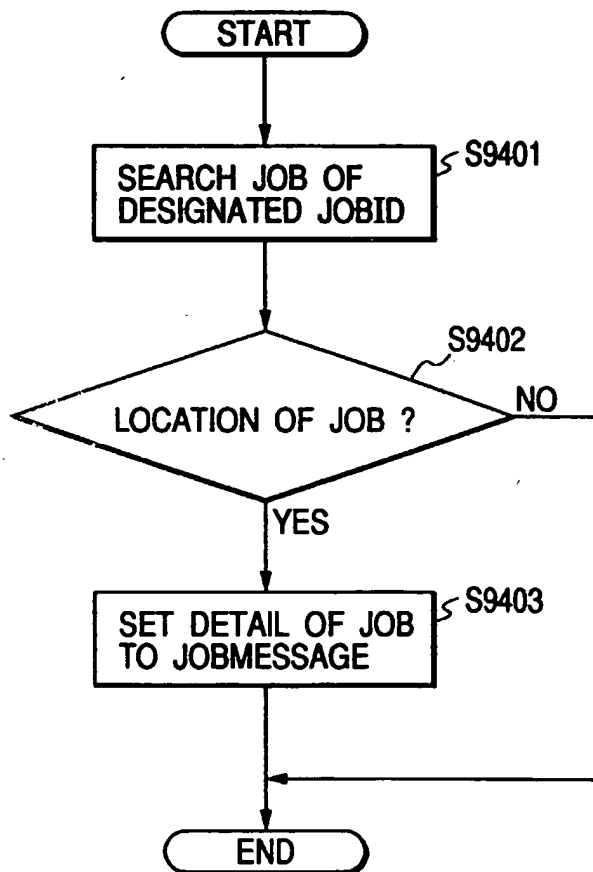 START
SEARCH JOB OF
DESIGNATED JOBID
S9401
S9402
LOCATION OF JOB ?
NO
YES
SET DETAIL OF JOB
TO JOBMESSAGE
S9403
END